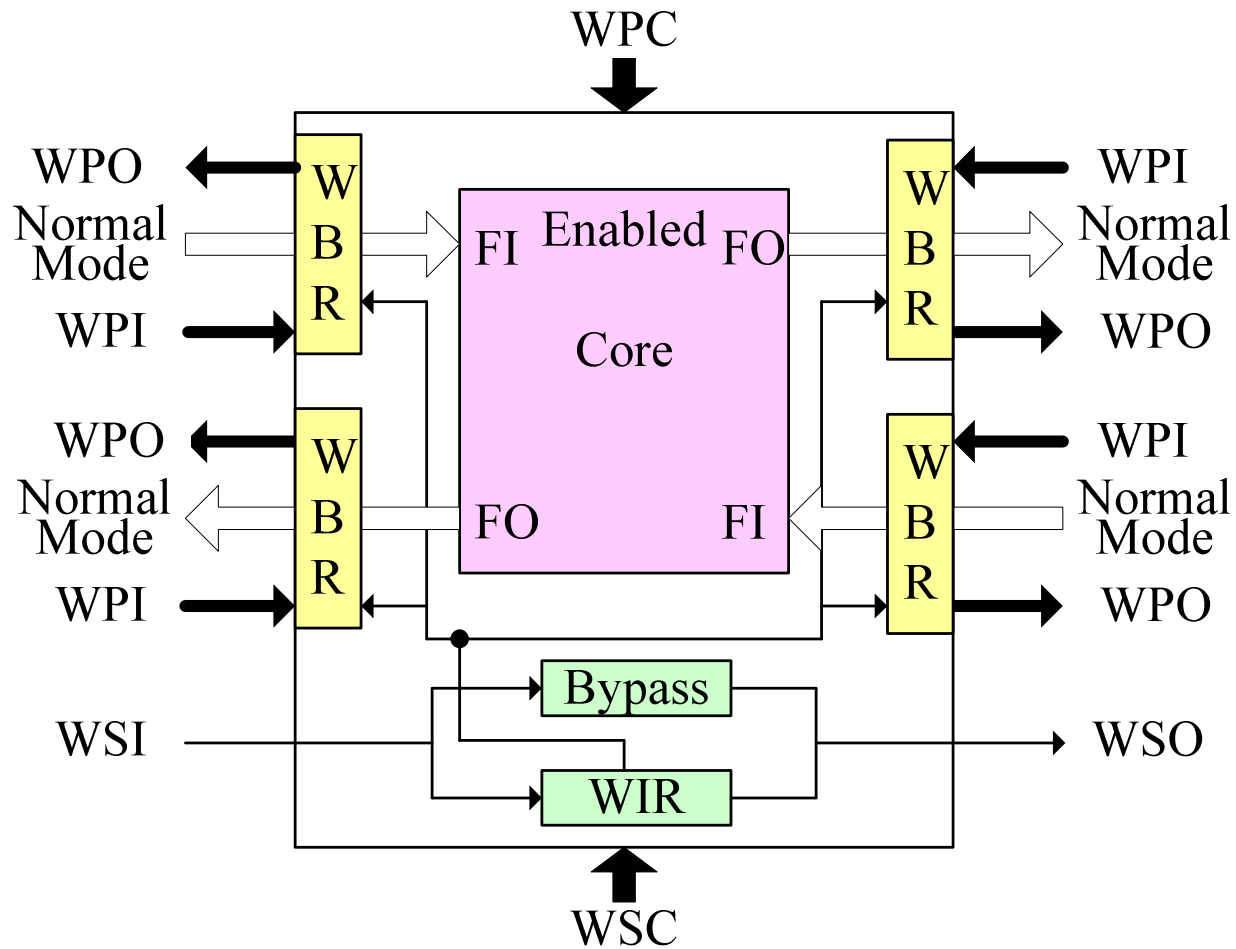 WPC
WPO
Normal
Mode
WPI
WPO
Normal
Mode
WPI
WSI
W
B
R
W
B
R
Enabled
FI
FO
Core
FO
FI
Bypass
WIR
W
B
R
W
B
R
WPI
Normal
Mode
WPO
WPI
Normal
Mode
WPO
WSO
WSC